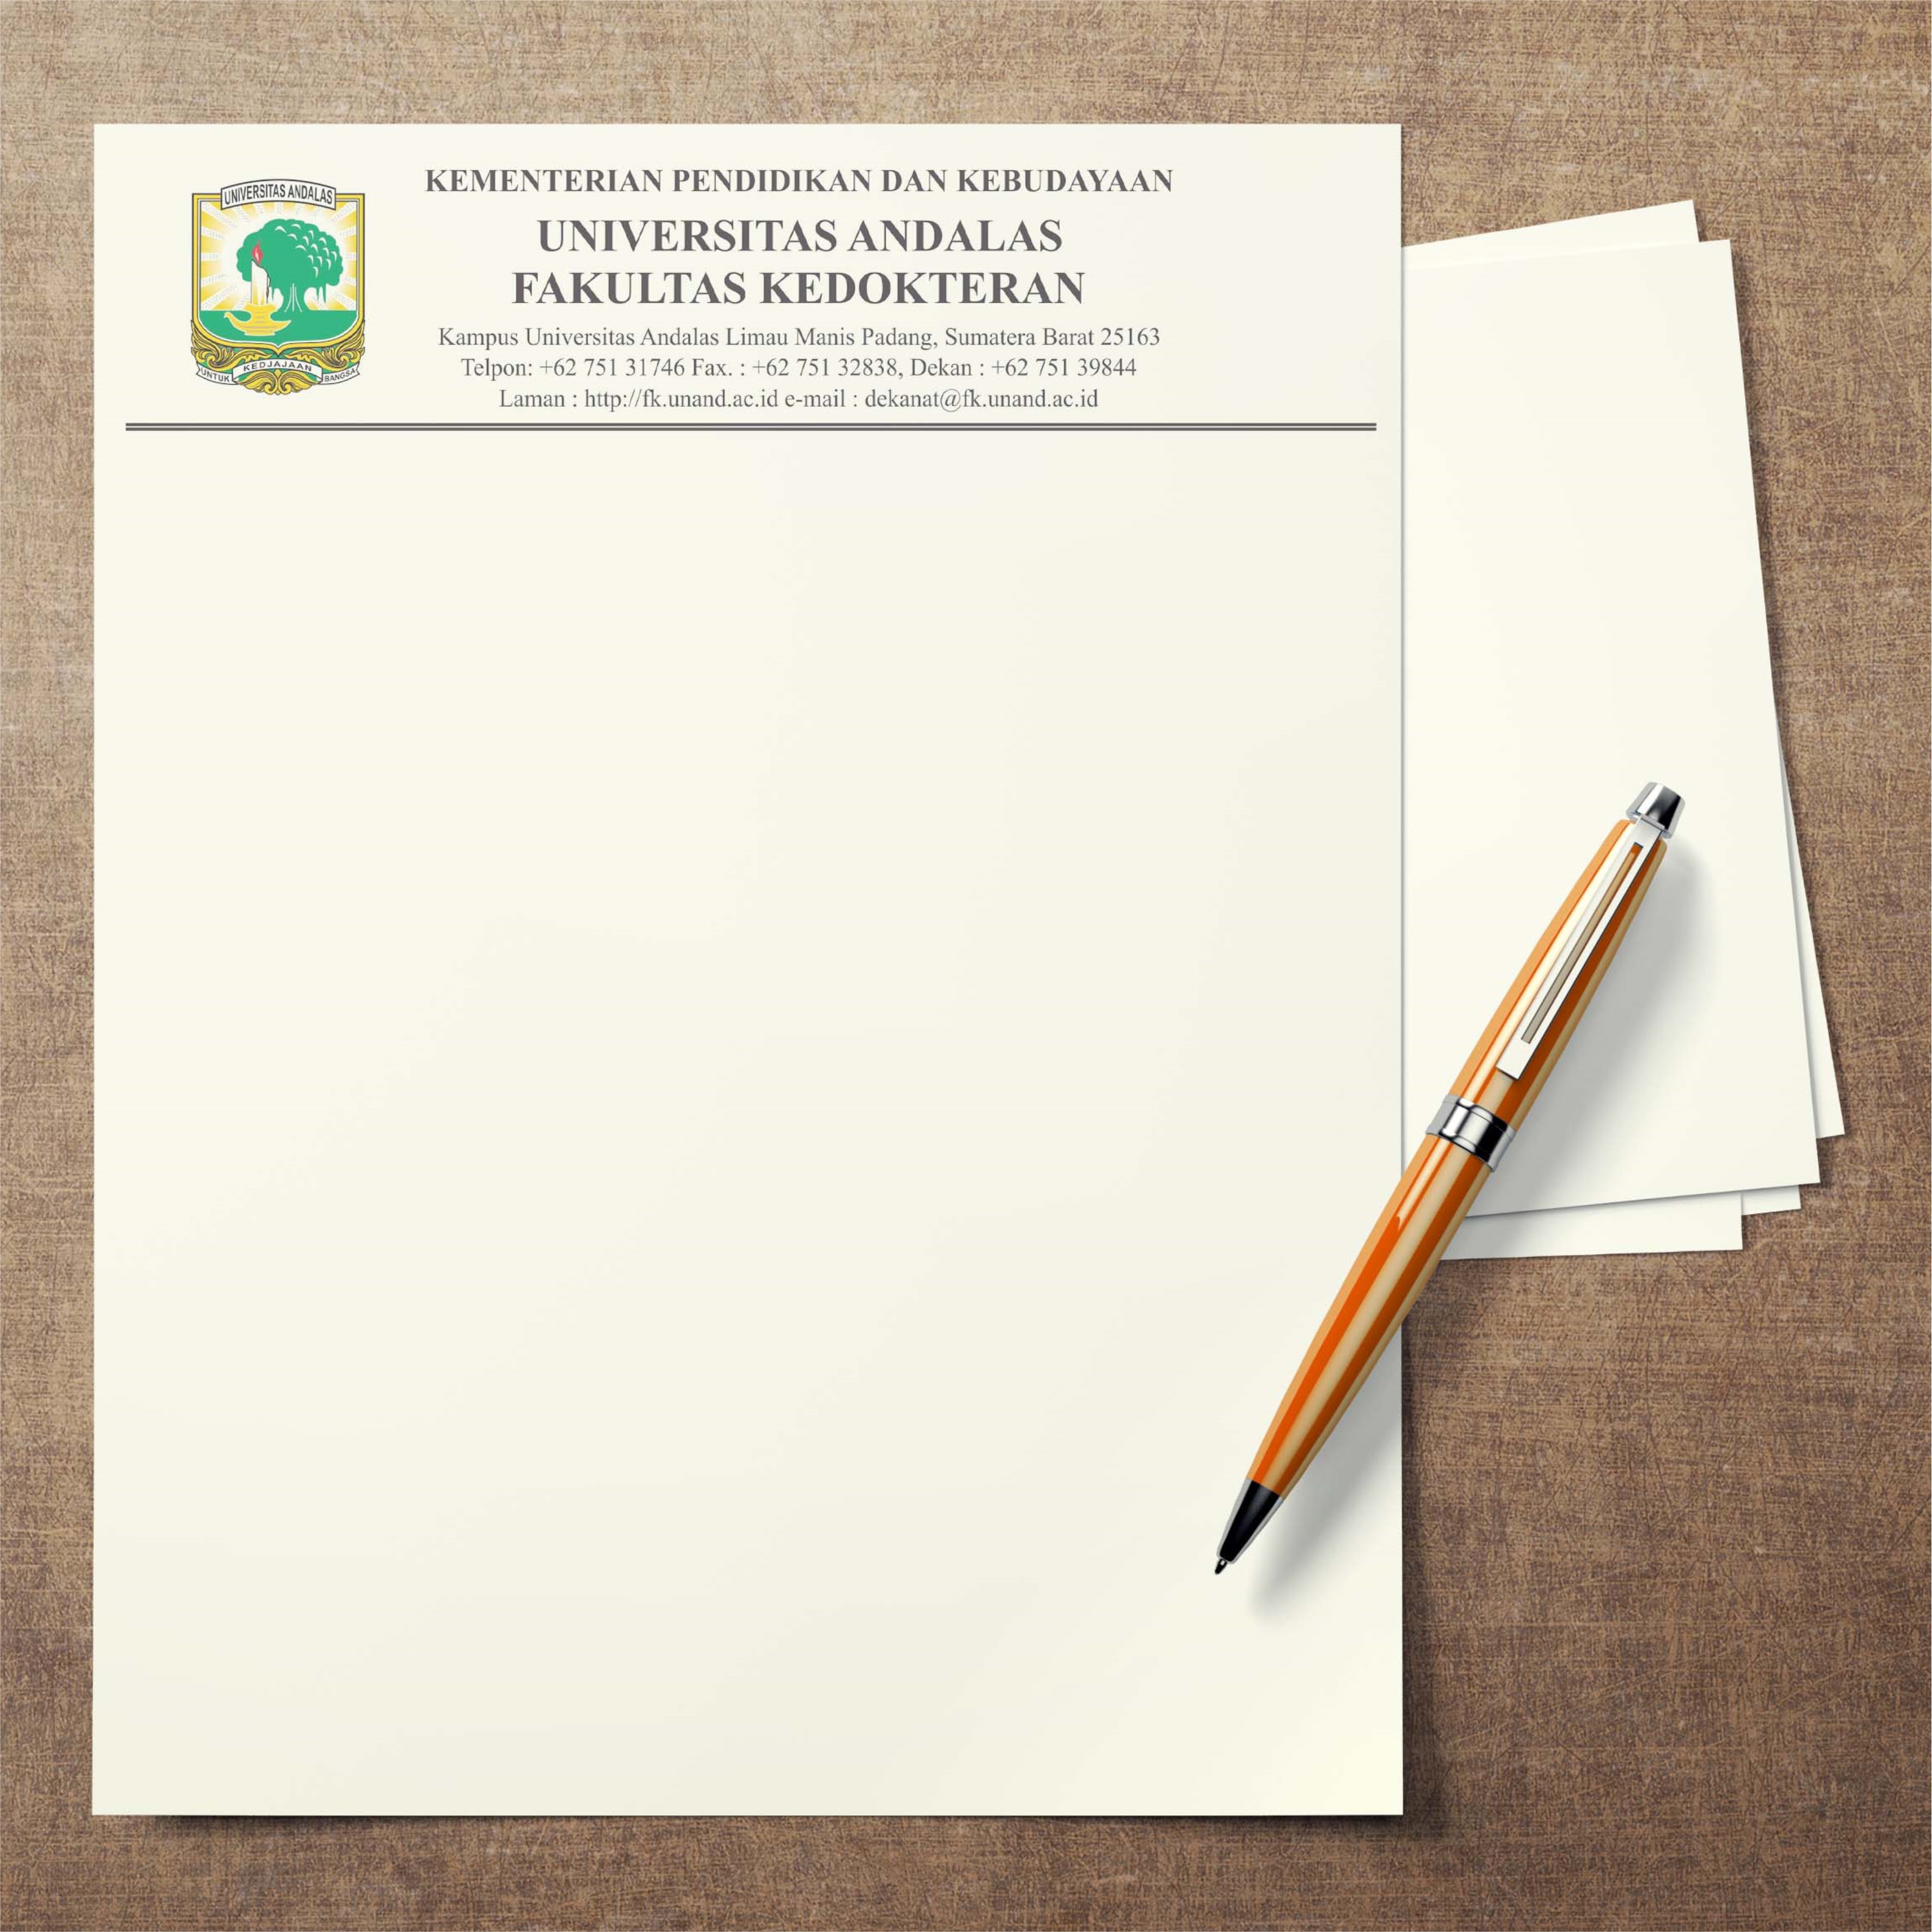 UNIVERSITAS ANDALAS
UNTUK KEDJAJAAN BANGSA
KEMENTERIAN PENDIDIKAN DAN KEBUDAYAAN
UNIVERSITAS ANDALAS
FAKULTAS KEDOKTERAN
Kampus Universitas Andalas Limau Manis Padang, Sumatera Barat 25163
Telpon: +62 751 31746 Fax. : +62 751 32838, Dekan : +62 751 39844
Laman : http://fk.unand.ac.id e-mail : dekanat@fk.unand.ac.id